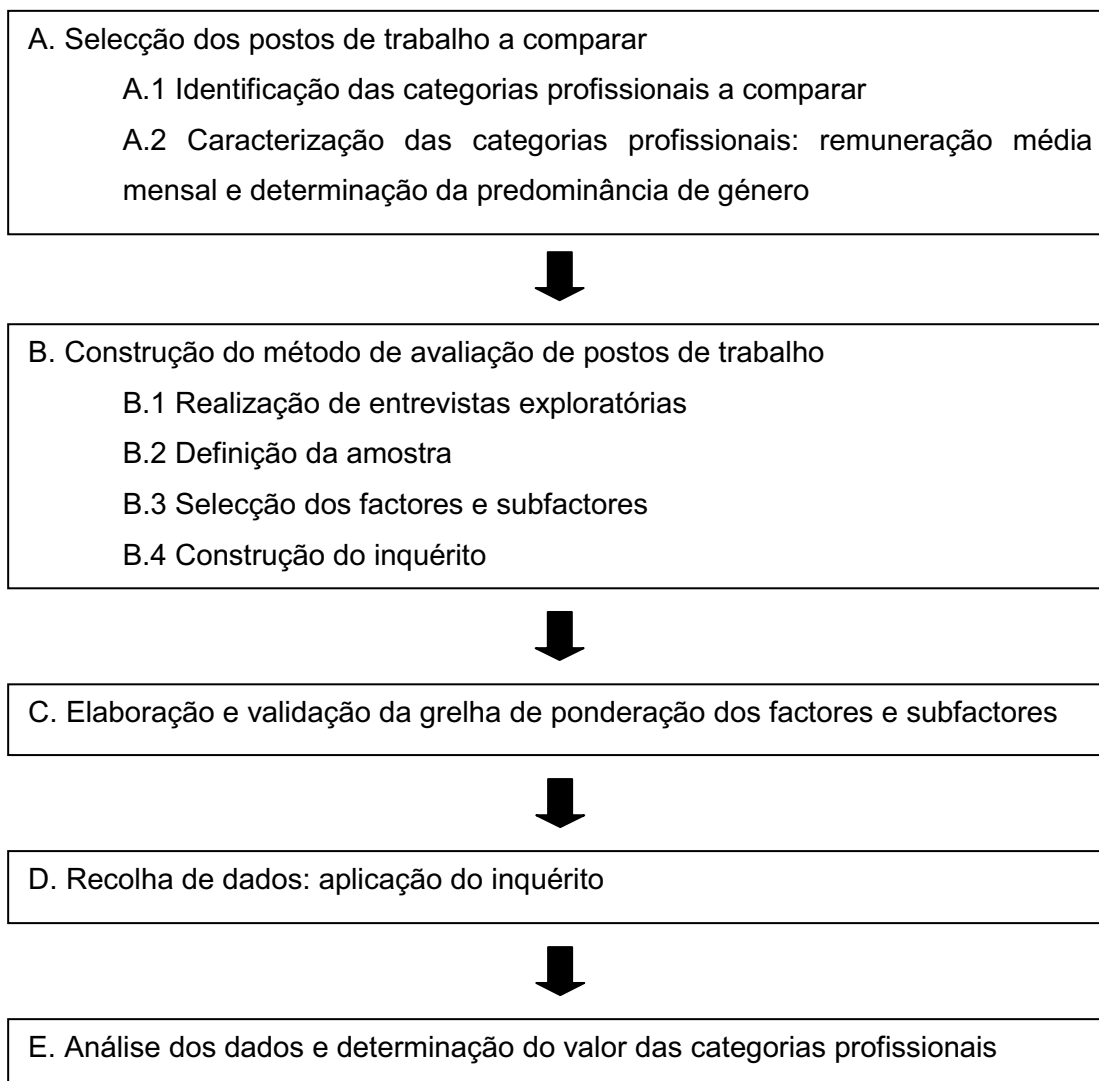 A. Selecção dos postos de trabalho a comparar
A.1 Identificação das categorias profissionais a comparar
A.2 Caracterização das categorias profissionais: remuneração média
mensal e determinação da predominância de género
B. Construção do método de avaliação de postos de trabalho
B.1 Realização de entrevistas exploratórias
B.2 Definição da amostra
B.3 Selecção dos factores e subfactores
B.4 Construção do inquérito
C. Elaboração e validação da grelha de ponderação dos factores e subfactores
D. Recolha de dados: aplicação do inquérito
E. Análise dos dados e determinação do valor das categorias profissionais